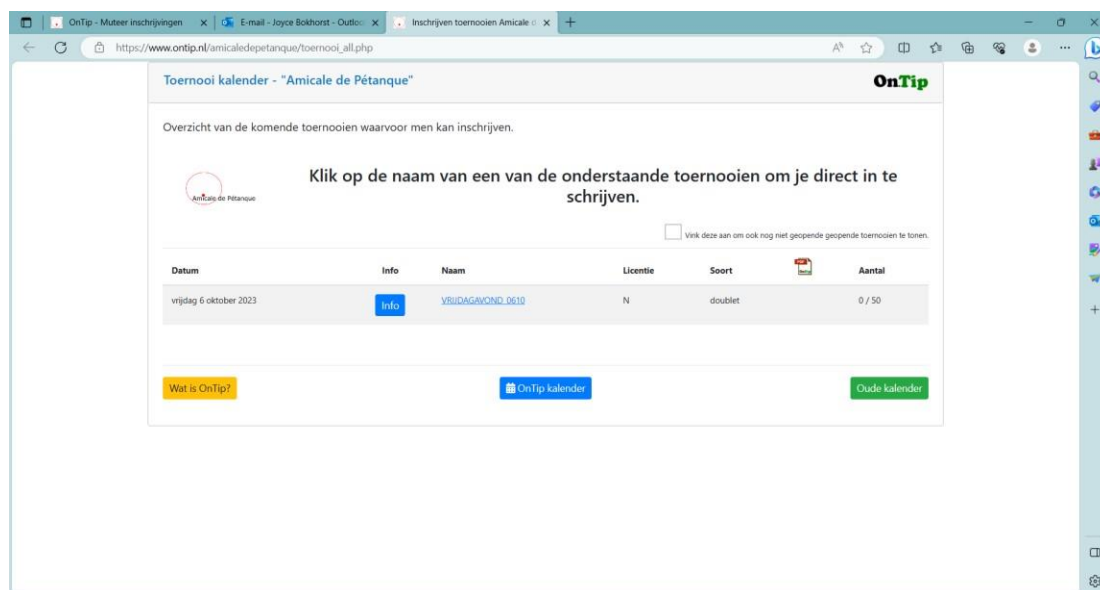 OnTip - Muteer inschrijvingen
E-mail - Joyce Bokhorst - Outloo
Inschrijven toernooien Amicale d
https://www.ontip.nl/amicaledepetanque/toernooi_all.php
Toernooi kalender - "Amicale de Pétanque"
OnTip
Overzicht van de komende toernooien waarvoor men kan inschrijven.
Klik op de naam van een van de onderstaande toernooien om je direct in te
schrijven.
Amicale de Pétanque
Vink deze aan om ook nog niet geopende geopende toernooien te tonen.
Datum Info Naam Licentie Soort Aantal
vrijdag 6 oktober 2023 Info VRIJDAGAVOND_0610 N doublet 0 / 50
Wat is OnTip? OnTip kalender Oude kalender